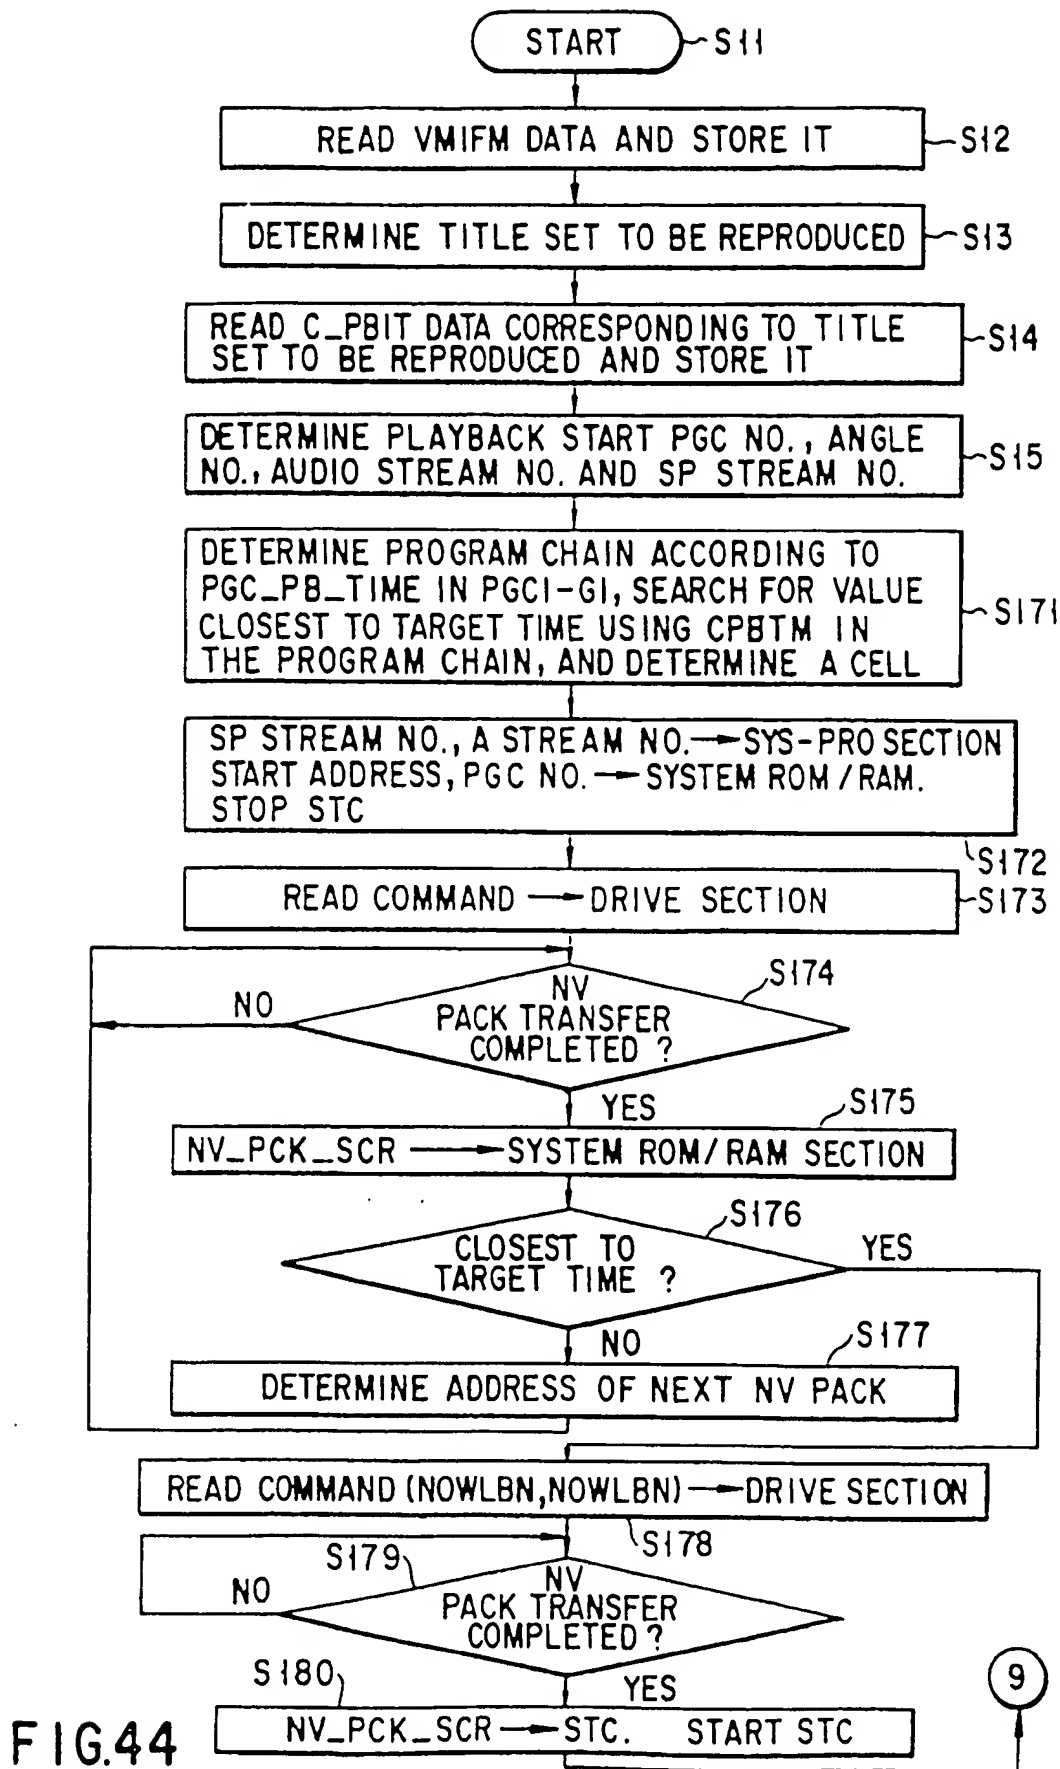 START
S11
READ VMIFM DATA AND STORE IT
S12
DETERMINE TITLE SET TO BE REPRODUCED
S13
READ C_PBIT DATA CORRESPONDING TO TITLE
SET TO BE REPRODUCED AND STORE IT
S14
DETERMINE PLAYBACK START PGC NO., ANGLE
NO., AUDIO STREAM NO. AND SP STREAM NO.
S15
DETERMINE PROGRAM CHAIN ACCORDING TO
PGC_PB_TIME IN PGCI-GI, SEARCH FOR VALUE
CLOSEST TO TARGET TIME USING CPBTM IN
THE PROGRAM CHAIN, AND DETERMINE A CELL
S171
SP STREAM NO., A STREAM NO. → SYS-PRO SECTION
START ADDRESS, PGC NO. → SYSTEM ROM/RAM.
STOP STC
S172
READ COMMAND → DRIVE SECTION
S173
S174
NV
PACK TRANSFER
COMPLETED ?
NO
YES
S175
NV_PCK_SCR → SYSTEM ROM/RAM SECTION
S176
CLOSEST TO
TARGET TIME ?
YES
NO
S177
DETERMINE ADDRESS OF NEXT NV PACK
READ COMMAND (NOWLBN,NOWLBN) → DRIVE SECTION
S178
S179
NV
PACK TRANSFER
COMPLETED ?
NO
YES
S180
NV_PCK_SCR → STC. START STC
9
FIG.44